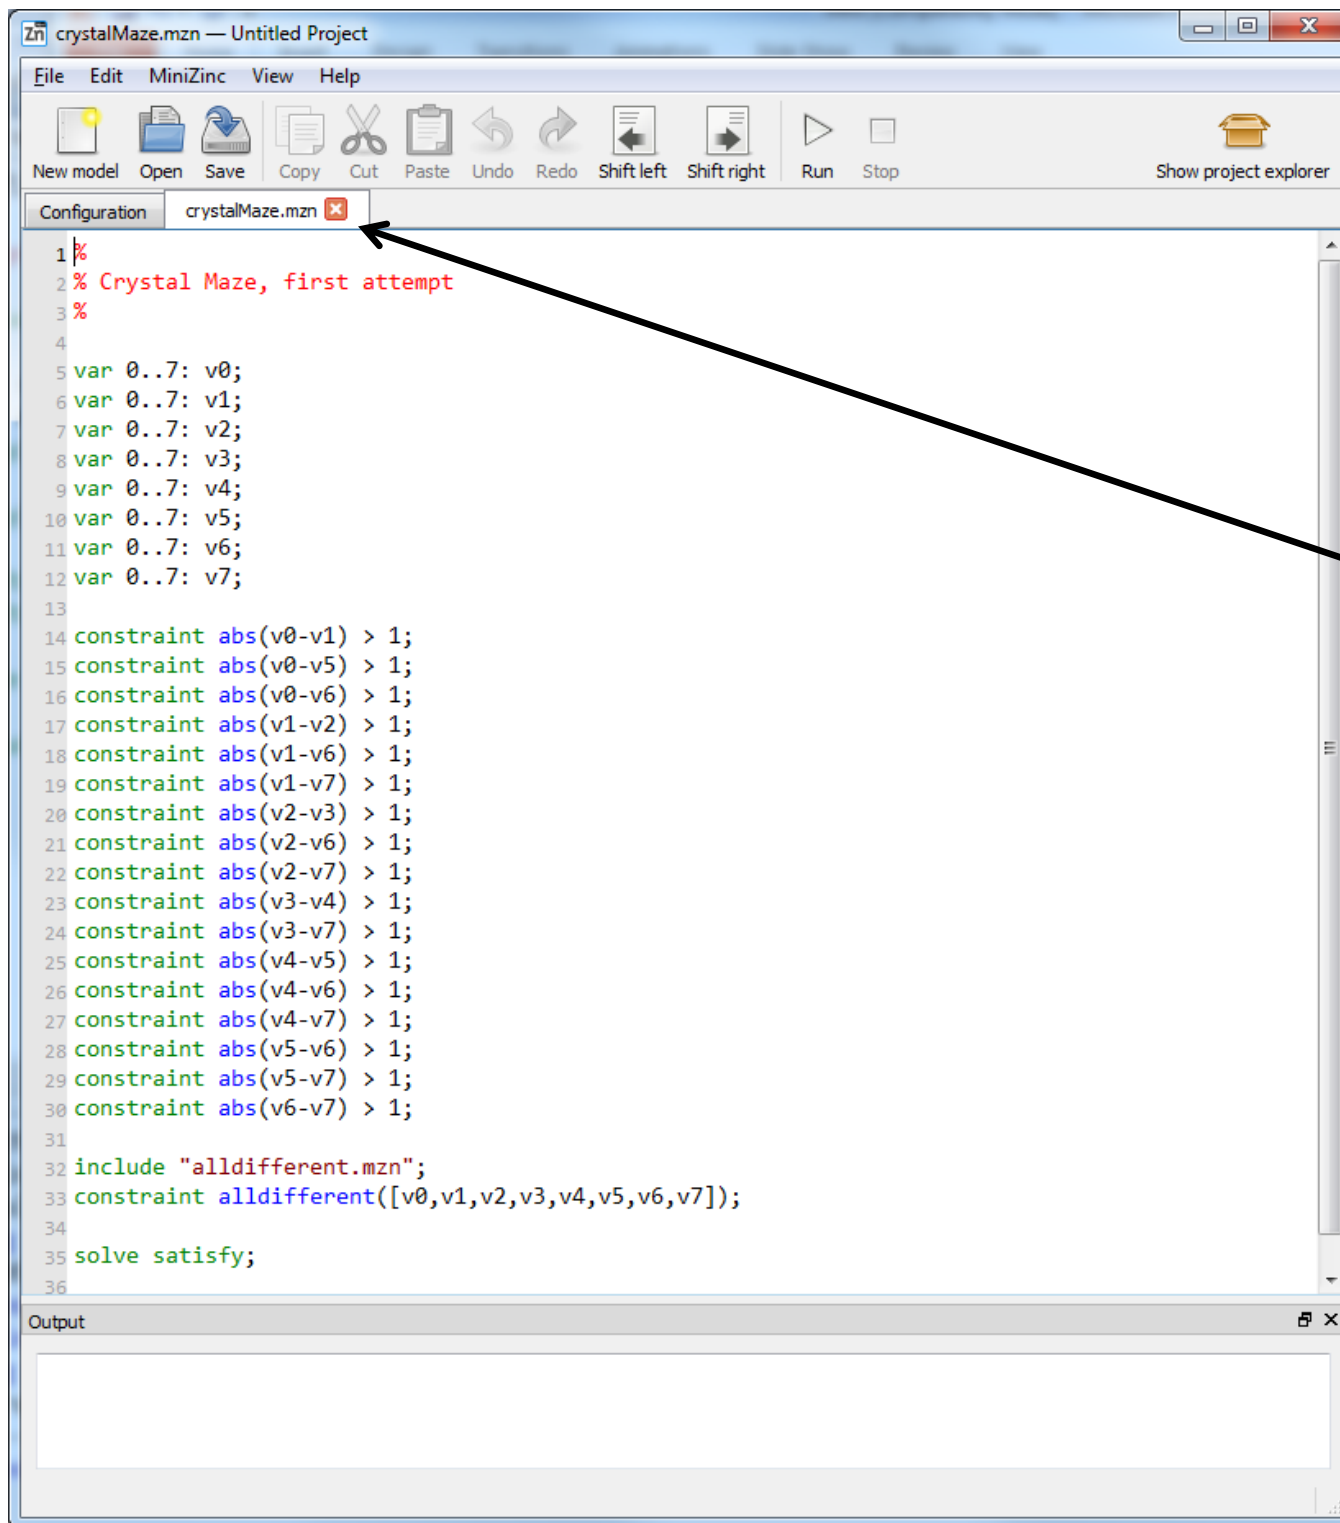 Zn crystalMaze.mzn — Untitled Project
File Edit MiniZinc View Help
New model Open Save Copy Cut Paste Undo Redo Shift left Shift right Run Stop Show project explorer
Configuration crystalMaze.mzn
1 %
2 % Crystal Maze, first attempt
3 %
4
5 var 0..7: v0;
6 var 0..7: v1;
7 var 0..7: v2;
8 var 0..7: v3;
9 var 0..7: v4;
10 var 0..7: v5;
11 var 0..7: v6;
12 var 0..7: v7;
13
14 constraint abs(v0-v1) > 1;
15 constraint abs(v0-v5) > 1;
16 constraint abs(v0-v6) > 1;
17 constraint abs(v1-v2) > 1;
18 constraint abs(v1-v6) > 1;
19 constraint abs(v1-v7) > 1;
20 constraint abs(v2-v3) > 1;
21 constraint abs(v2-v6) > 1;
22 constraint abs(v2-v7) > 1;
23 constraint abs(v3-v4) > 1;
24 constraint abs(v3-v7) > 1;
25 constraint abs(v4-v5) > 1;
26 constraint abs(v4-v6) > 1;
27 constraint abs(v4-v7) > 1;
28 constraint abs(v5-v6) > 1;
29 constraint abs(v5-v7) > 1;
30 constraint abs(v6-v7) > 1;
31
32 include "alldifferent.mzn";
33 constraint alldifferent([v0,v1,v2,v3,v4,v5,v6,v7]);
34
35 solve satisfy;
36
Output